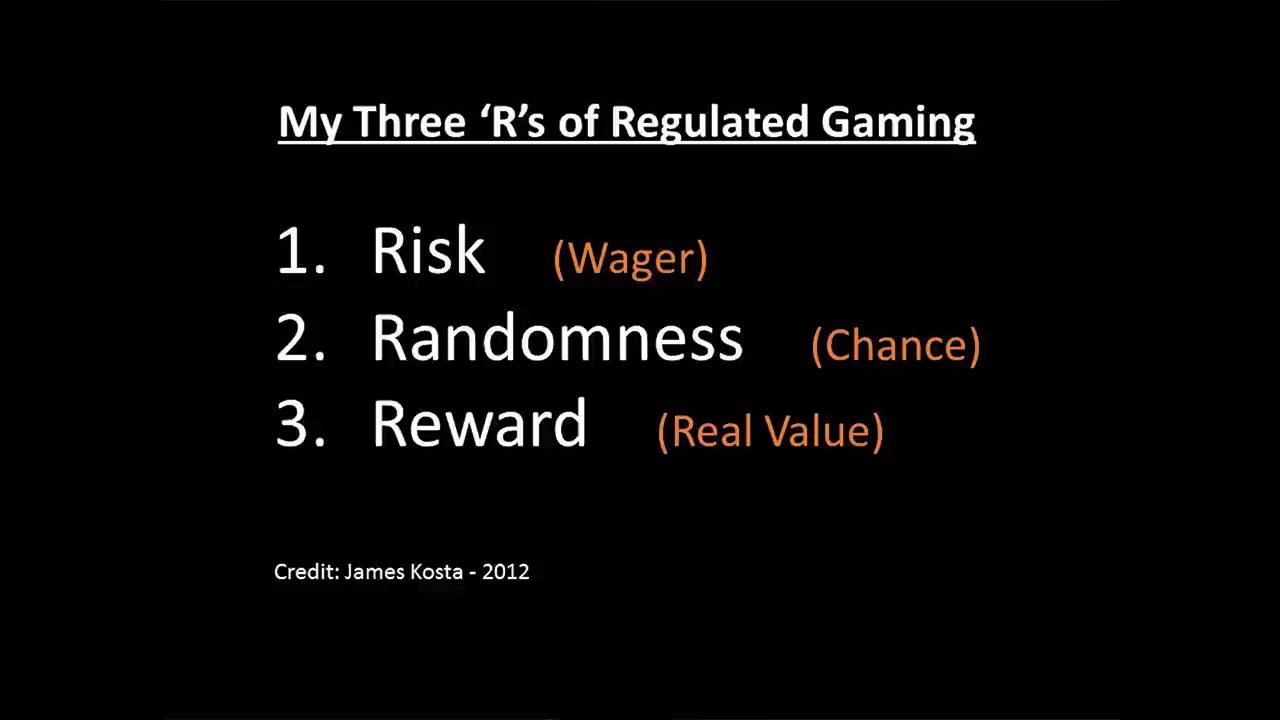 My Three ‘R’s of Regulated Gaming
1. Risk (Wager)
2. Randomness (Chance)
3. Reward (Real Value)
Credit: James Kosta - 2012